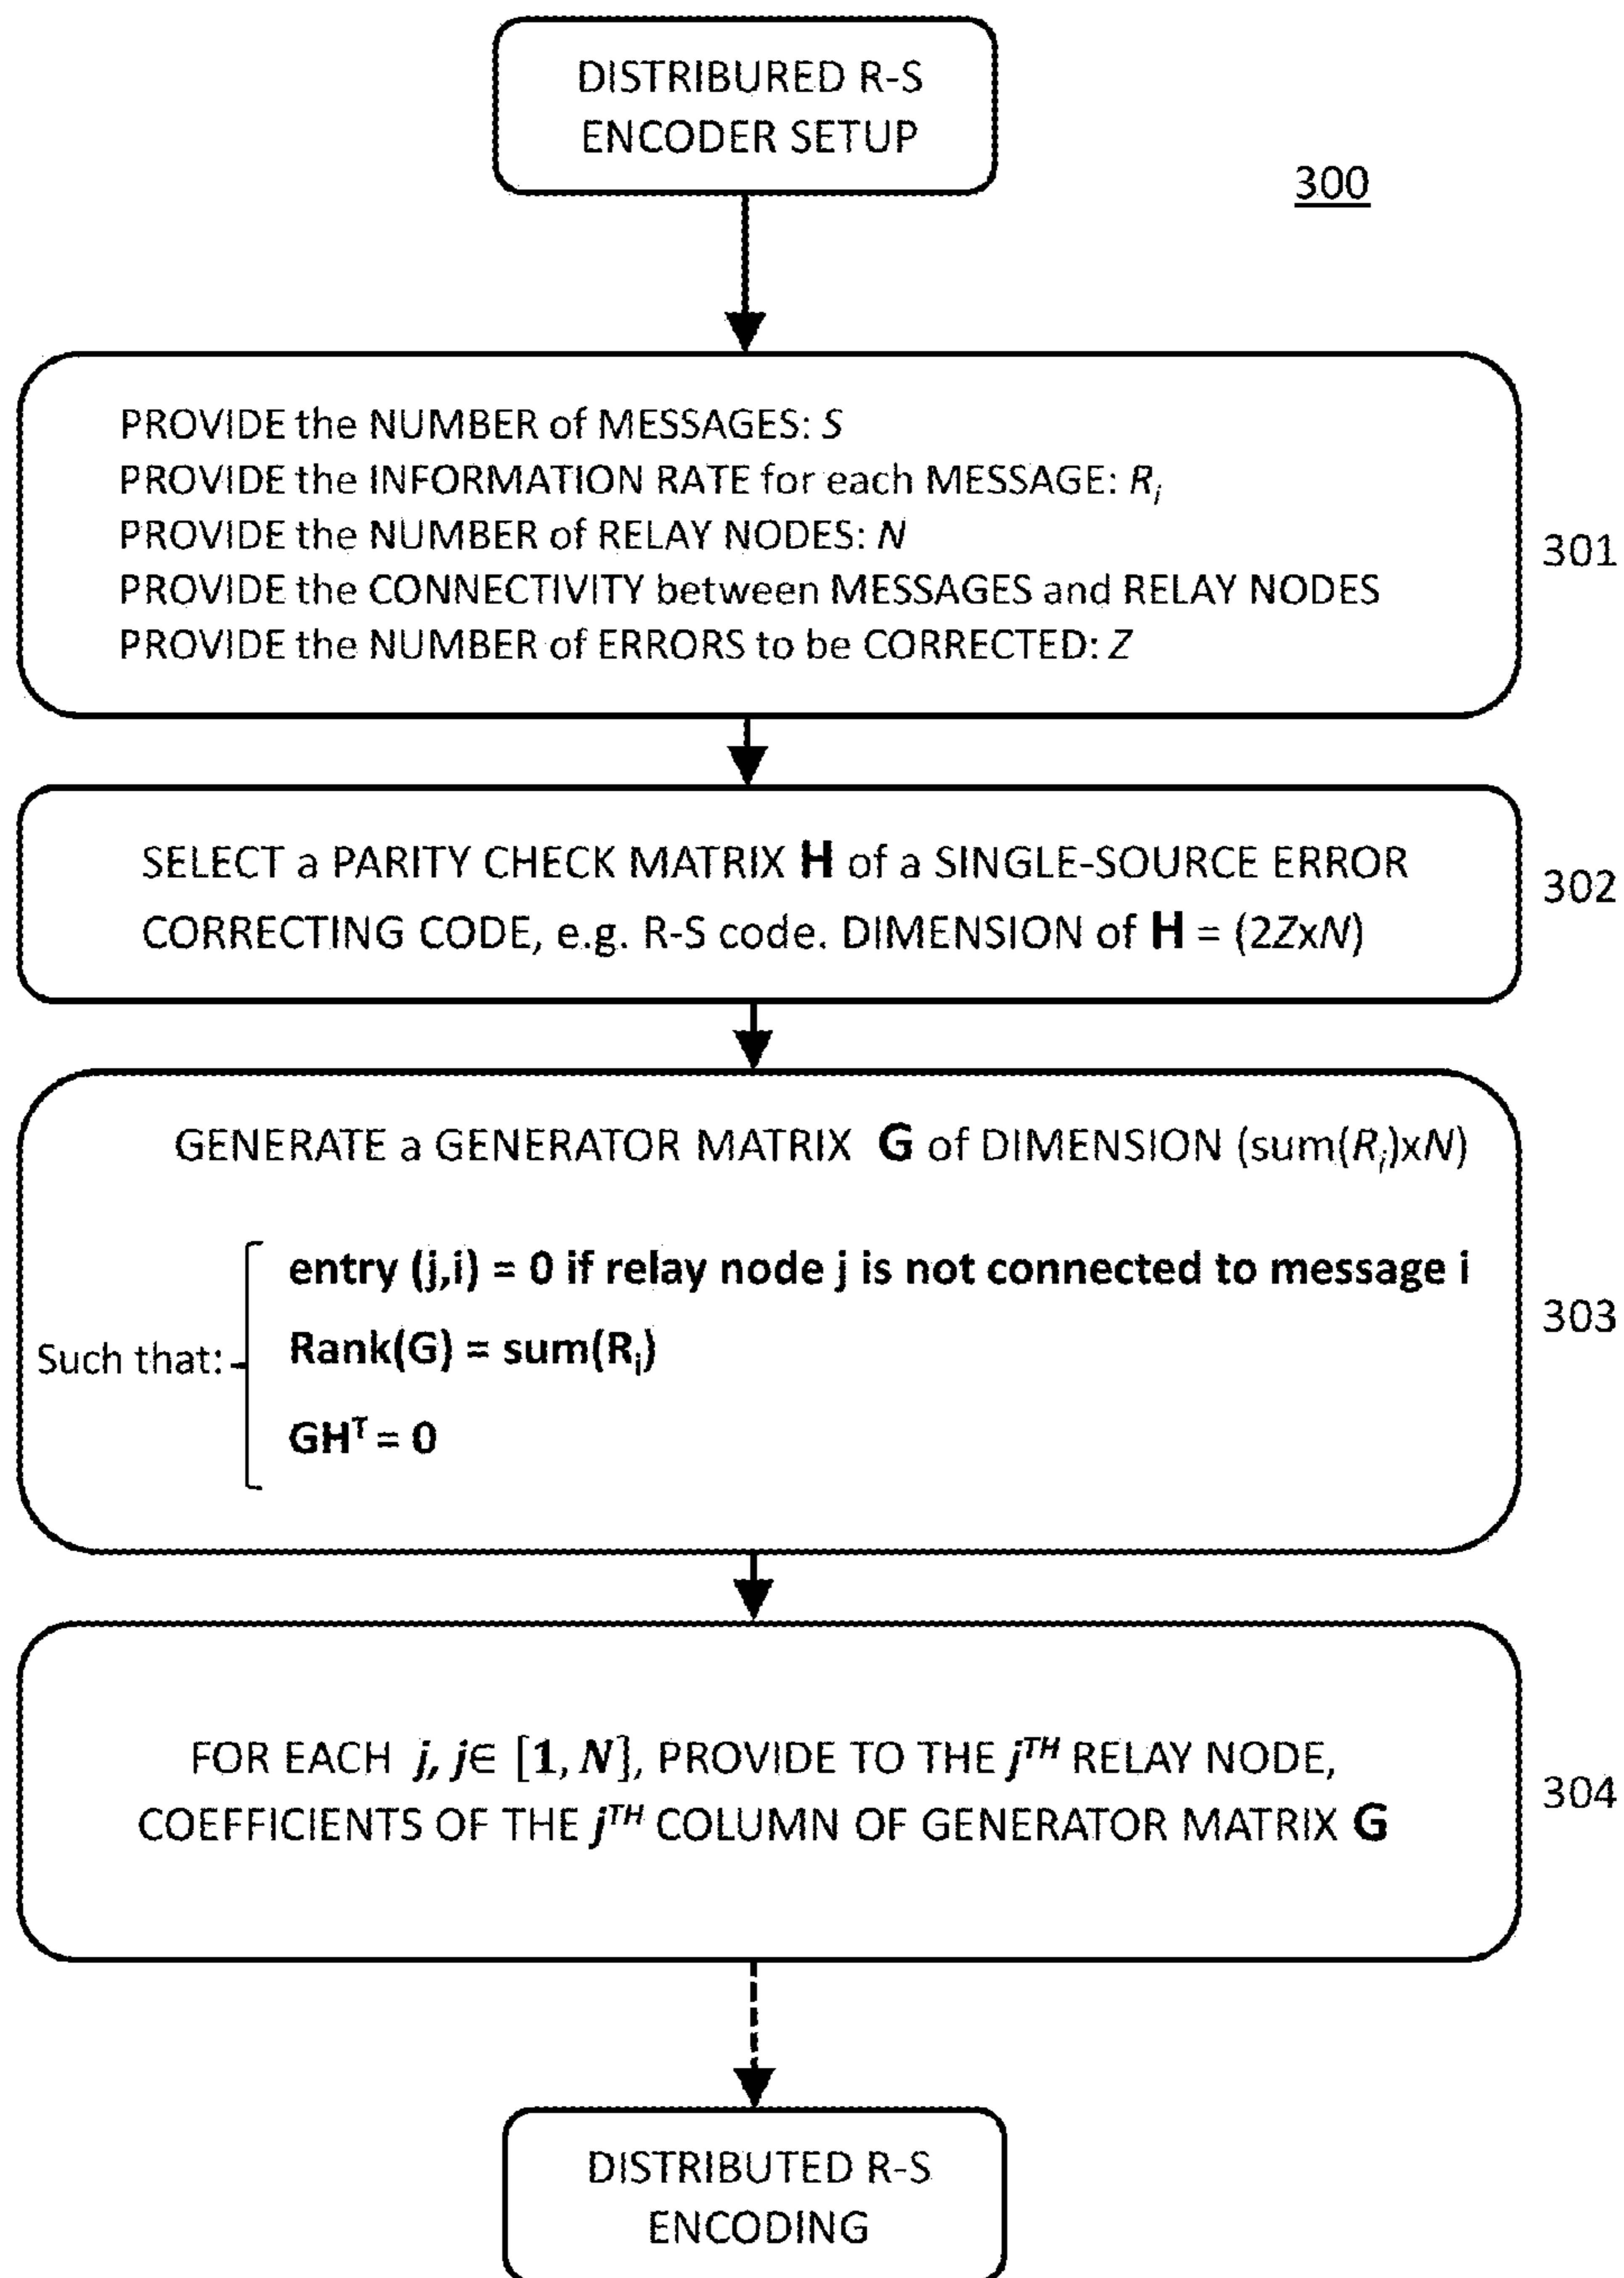 DISTRIBURED R-S
ENCODER SETUP
300
PROVIDE the NUMBER of MESSAGES: S
PROVIDE the INFORMATION RATE for each MESSAGE: Rᵢ
PROVIDE the NUMBER of RELAY NODES: N
PROVIDE the CONNECTIVITY between MESSAGES and RELAY NODES
PROVIDE the NUMBER of ERRORS to be CORRECTED: Z
301
SELECT a PARITY CHECK MATRIX H of a SINGLE-SOURCE ERROR
CORRECTING CODE, e.g. R-S code. DIMENSION of H = (2ZxN)
302
GENERATE a GENERATOR MATRIX G of DIMENSION (sum(Rᵢ)xN)
Such that:
entry (j,i) = 0 if relay node j is not connected to message i
Rank(G) = sum(Rᵢ)
GHᵀ = 0
303
FOR EACH j, j∈ [1, N], PROVIDE TO THE jᵀᴴ RELAY NODE,
COEFFICIENTS OF THE jᵀᴴ COLUMN OF GENERATOR MATRIX G
304
DISTRIBUTED R-S
ENCODING